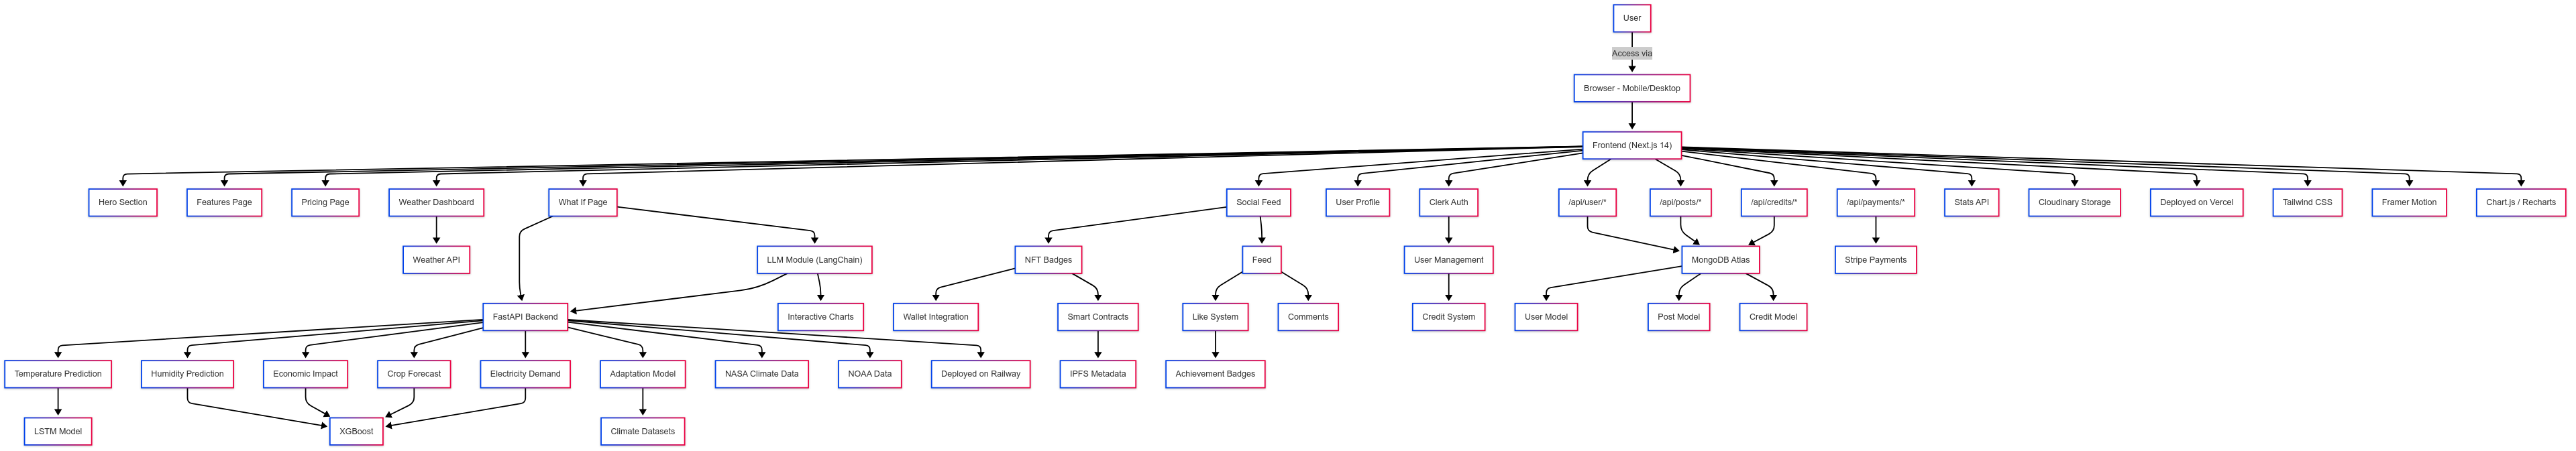 User
Access via
Browser - Mobile/Desktop
Frontend (Next.js 14)
Hero Section
Features Page
Pricing Page
Weather Dashboard
What If Page
Social Feed
User Profile
Clerk Auth
/api/user/*
/api/posts/*
/api/credits/*
/api/payments/*
Stats API
Cloudinary Storage
Deployed on Vercel
Tailwind CSS
Framer Motion
Chart.js / Recharts
Weather API
LLM Module (LangChain)
NFT Badges
Feed
User Management
MongoDB Atlas
Stripe Payments
FastAPI Backend
Interactive Charts
Wallet Integration
Smart Contracts
Like System
Comments
Credit System
User Model
Post Model
Credit Model
Temperature Prediction
Humidity Prediction
Economic Impact
Crop Forecast
Electricity Demand
Adaptation Model
NASA Climate Data
NOAA Data
Deployed on Railway
IPFS Metadata
Achievement Badges
LSTM Model
XGBoost
Climate Datasets